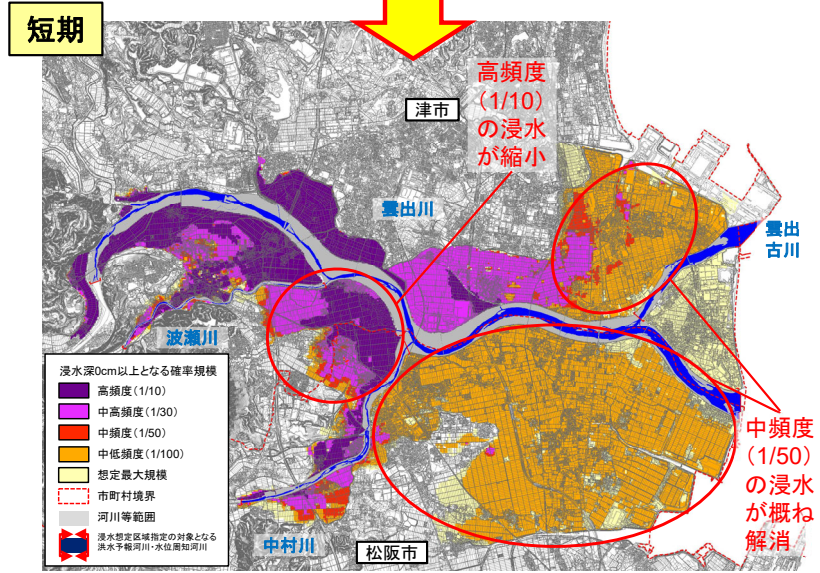 短期
高頻度
(1/10)
の浸水
が縮小
津市
雲出川
雲出
古川
波瀬川
浸水深0cm以上となる確率規模
高頻度(1/10)
中高頻度(1/30)
中頻度(1/50)
中低頻度(1/100)
想定最大規模
市町村境界
河川等範囲
浸水想定区域指定の対象となる
洪水予報河川・水位周知河川
中村川
松阪市
中頻度
(1/50)
の浸水
が概ね
解消